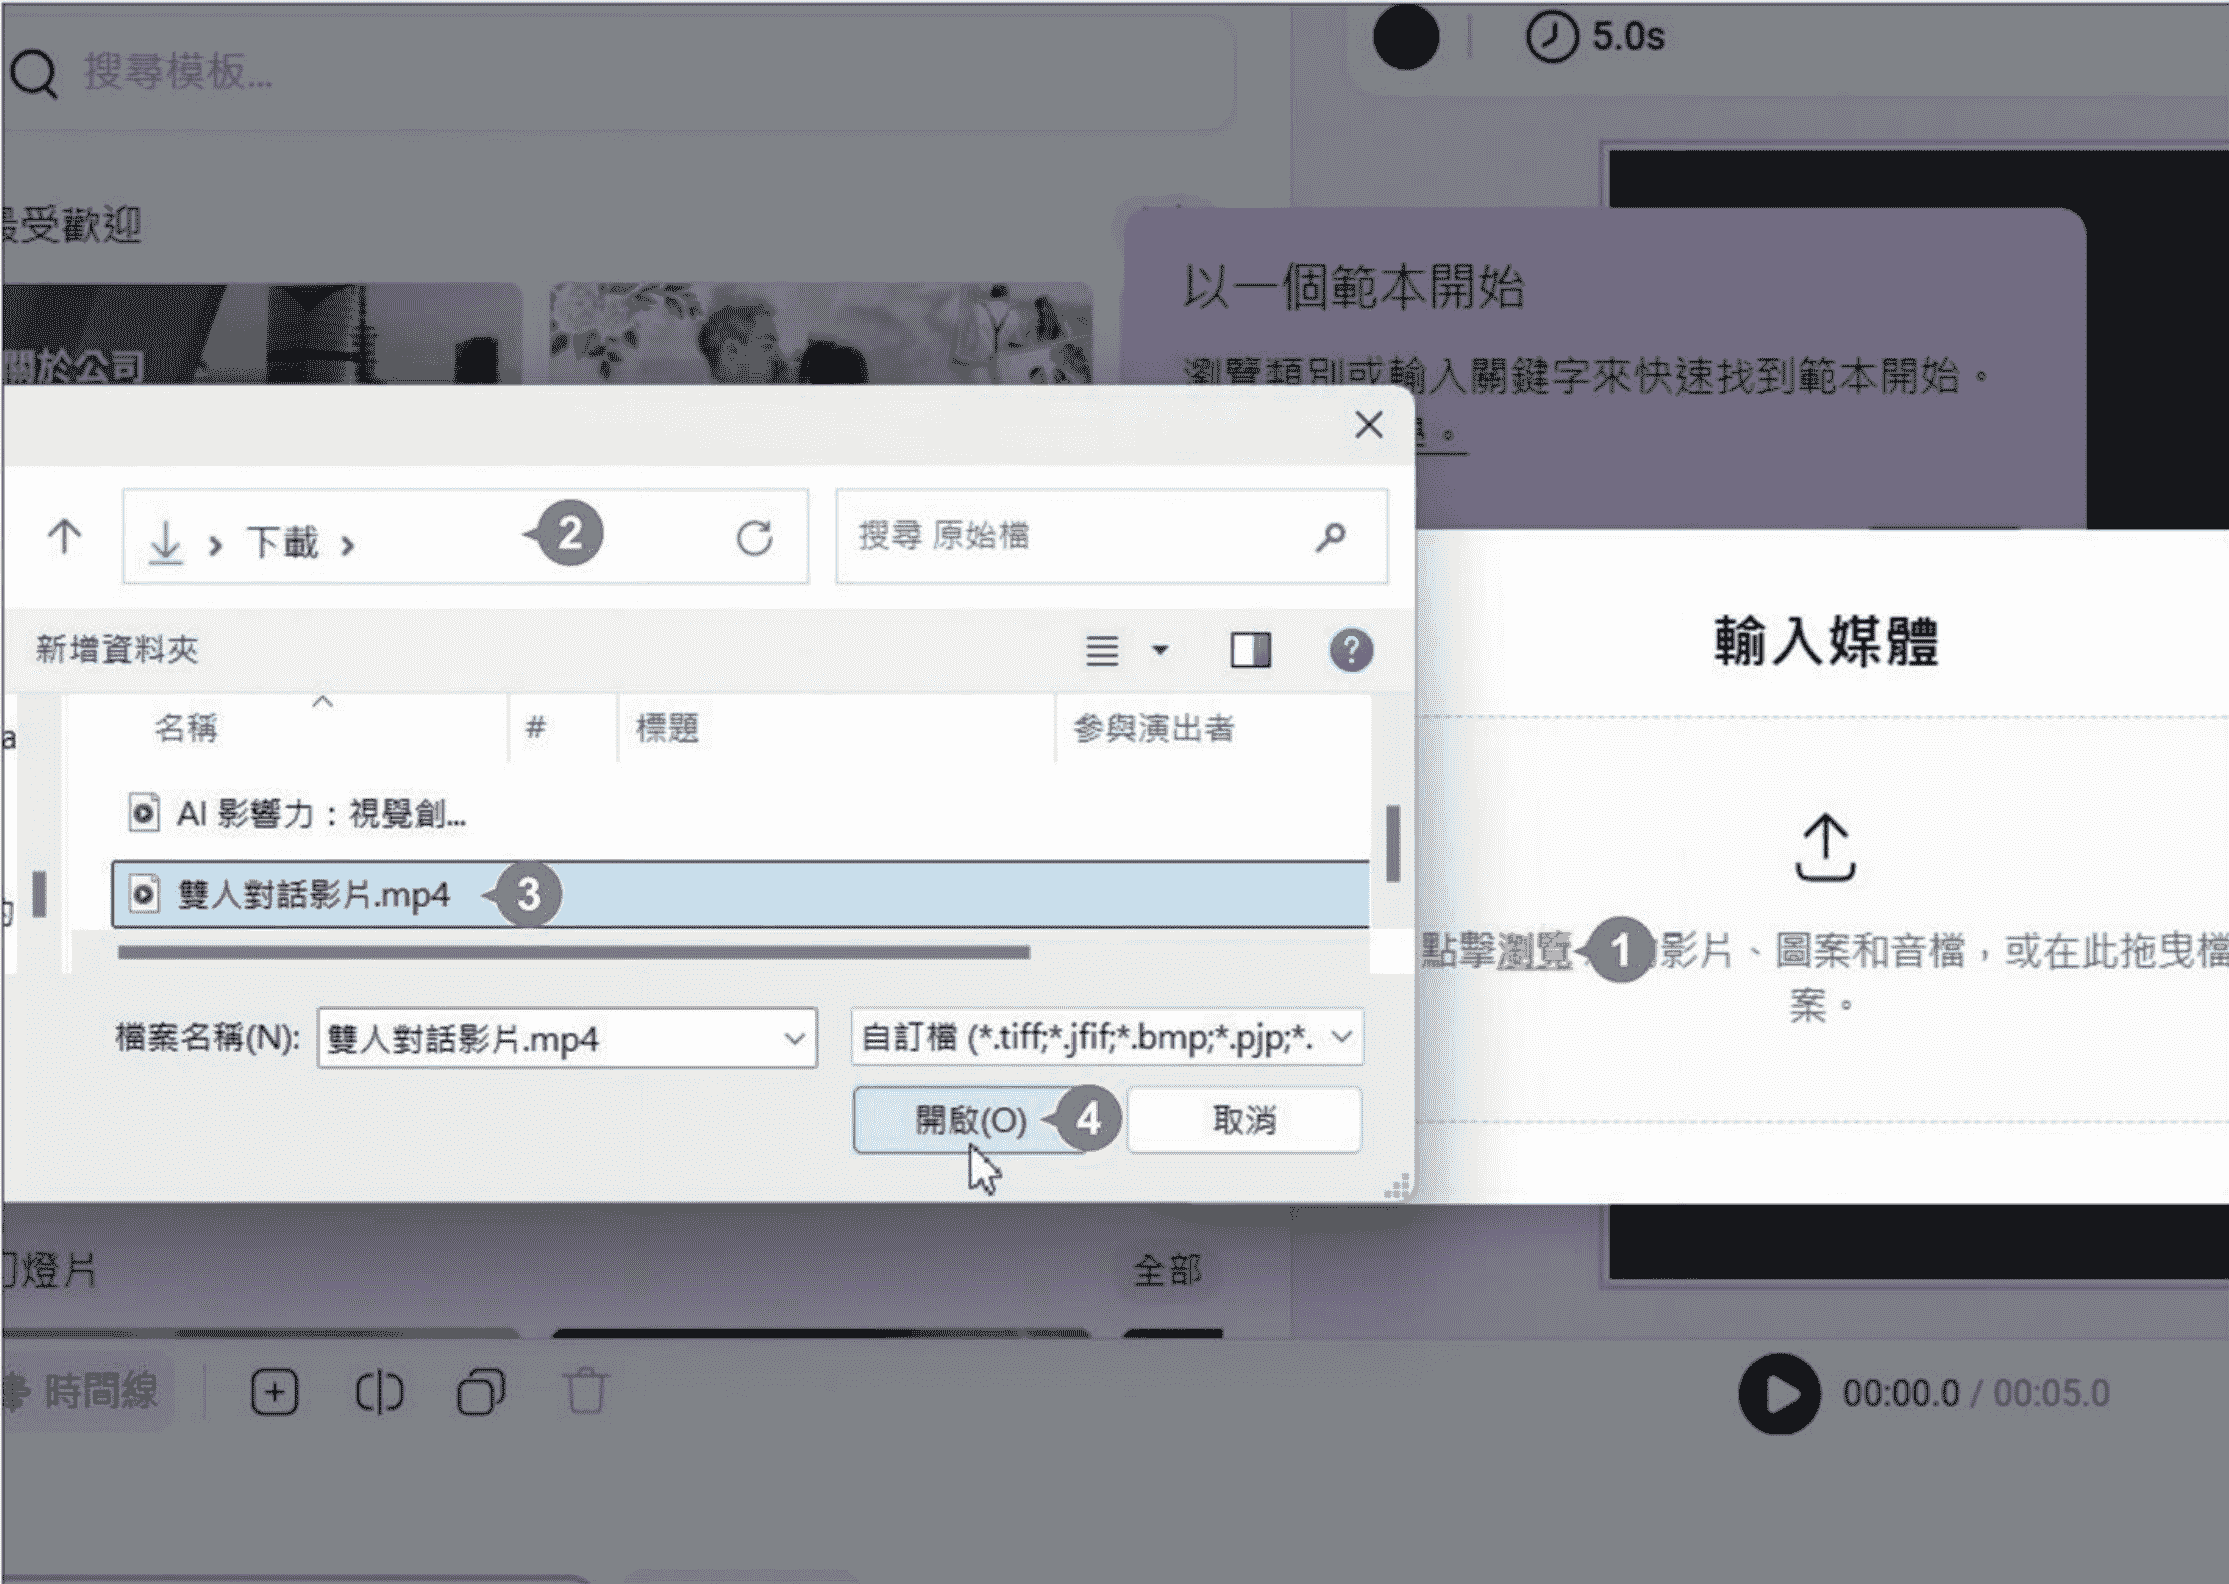 搜尋模板...
5.0s
最受歡迎
關於公司
以一個範本開始
瀏覽類別或輸入關鍵字來快速找到範本開始。
下載
2
搜尋 原始檔
新增資料夾
名稱
#
標題
參與演出者
AI 影響力：視覺創...
雙人對話影片.mp4
3
檔案名稱(N):
雙人對話影片.mp4
自訂檔 (*.tiff;*.jfif;*.bmp;*.pjp;*.
開啟(O)
4
取消
輸入媒體
點擊瀏覽 1 影片、圖案和音檔，或在此拖曳檔
案。
幻燈片
全部
時間線
00:00.0 / 00:05.0